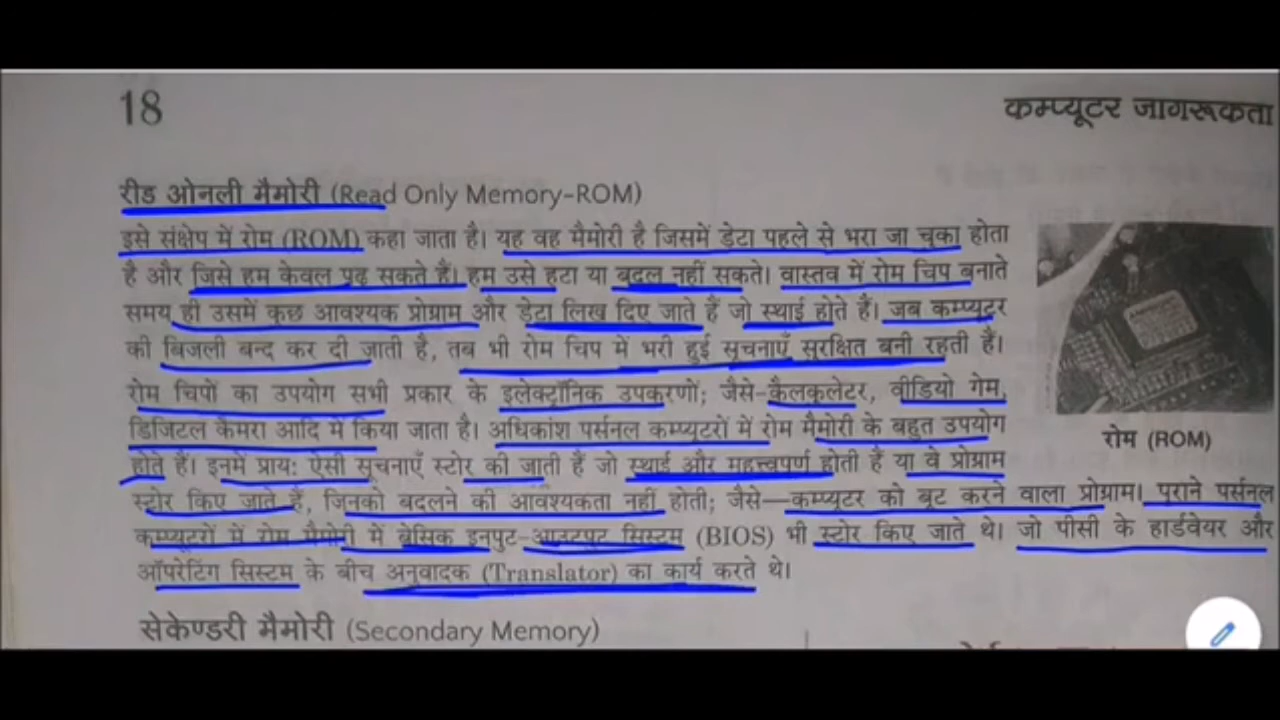 18
कम्प्यूटर जागरूकता
रीड ओनली मैमोरी (Read Only Memory-ROM)
इसे संक्षेप में रोम (ROM) कहा जाता है। यह वह मैमोरी है जिसमें डेटा पहले से भरा जा चुका होता
है और जिसे हम केवल पढ़ सकते हैं। हम उसे हटा या बदल नहीं सकते। वास्तव में रोम चिप बनाते
समय ही उसमें कुछ आवश्यक प्रोग्राम और डेटा लिख दिए जाते हैं जो स्थाई होते हैं। जब कम्प्यूटर
की बिजली बन्द कर दी जाती है, तब भी रोम चिप में भरी हुई सूचनाएँ सुरक्षित बनी रहती हैं।
रोम चिपों का उपयोग सभी प्रकार के इलेक्ट्रॉनिक उपकरणों; जैसे-कैलकुलेटर, वीडियो गेम,
डिजिटल कैमरा आदि में किया जाता है। अधिकांश पर्सनल कम्प्यूटरों में रोम मैमोरी के बहुत उपयोग
होते हैं। इनमें प्रायः ऐसी सूचनाएँ स्टोर की जाती हैं जो स्थाई और महत्त्वपूर्ण होती हैं या वे प्रोग्राम
स्टोर किए जाते हैं, जिनको बदलने की आवश्यकता नहीं होती; जैसे—कम्प्यूटर को बूट करने वाला प्रोग्राम। पुराने पर्सनल
कम्प्यूटरों में रोम मैमोरी में बेसिक इनपुट-आउटपुट सिस्टम (BIOS) भी स्टोर किए जाते थे। जो पीसी के हार्डवेयर और
ऑपरेटिंग सिस्टम के बीच अनुवादक (Translator) का कार्य करते थे।
रोम (ROM)
सेकेण्डरी मैमोरी (Secondary Memory)